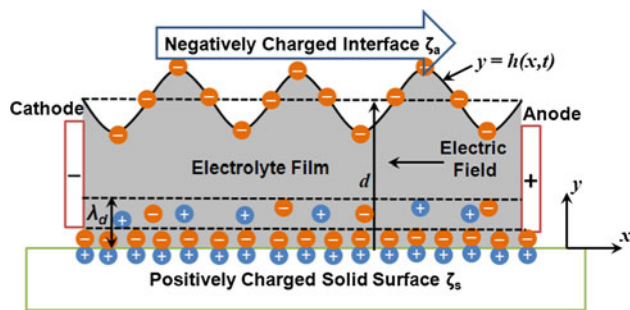 Negatively Charged Interface ζa
y = h(x,t)
Cathode
Anode
Electrolyte Film
Electric
Field
d
−
+
λd
y
x
Positively Charged Solid Surface ζs